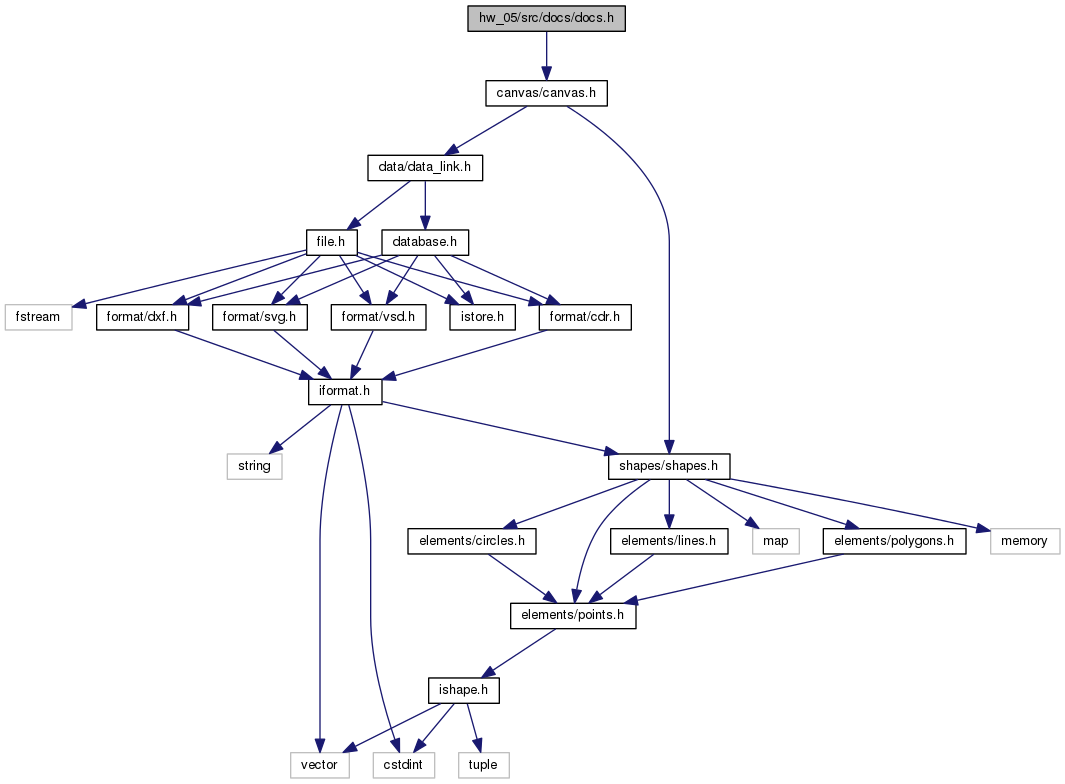 hw_05/src/docs/docs.h
canvas/canvas.h
data/data_link.h
file.h
database.h
fstream
format/dxf.h
format/svg.h
format/vsd.h
istore.h
format/cdr.h
iformat.h
string
shapes/shapes.h
elements/circles.h
elements/lines.h
map
elements/polygons.h
memory
elements/points.h
ishape.h
vector
cstdint
tuple